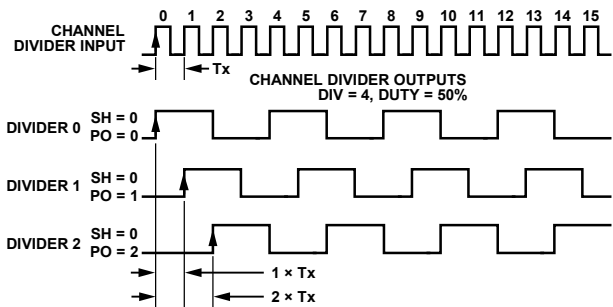 0 1 2 3 4 5 6 7 8 9 10 11 12 13 14 15
CHANNEL
DIVIDER INPUT
Tx
CHANNEL DIVIDER OUTPUTS
DIV = 4, DUTY = 50%
DIVIDER 0 SH = 0
PO = 0
DIVIDER 1 SH = 0
PO = 1
DIVIDER 2 SH = 0
PO = 2
1 × Tx
2 × Tx